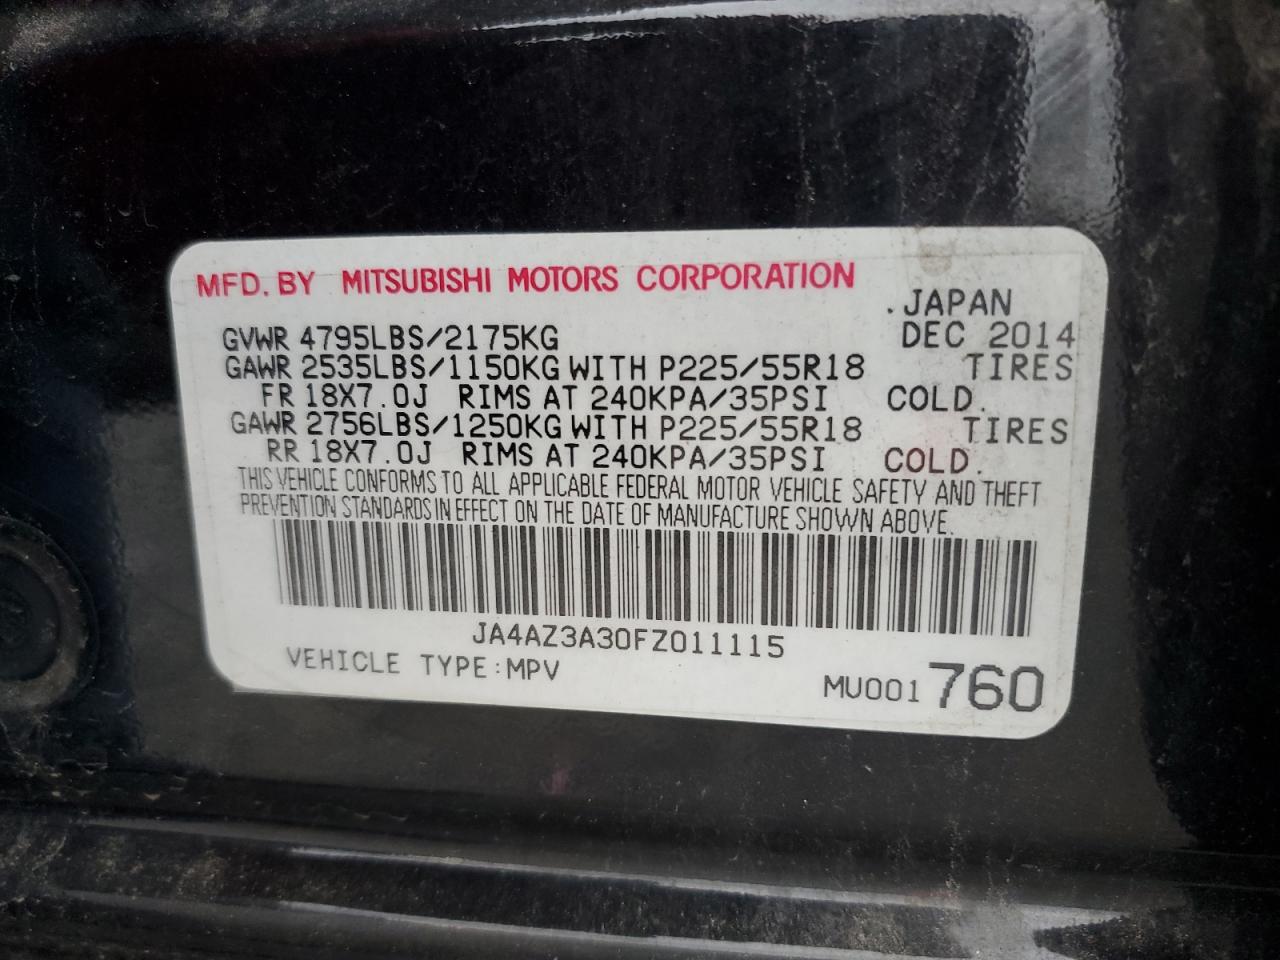 MFD. BY MITSUBISHI MOTORS CORPORATION
.JAPAN
GVWR 4795LBS/2175KG DEC 2014
GAWR 2535LBS/1150KG WITH P225/55R18 TIRES
FR 18X7.0J RIMS AT 240KPA/35PSI COLD.
GAWR 2756LBS/1250KG WITH P225/55R18 TIRES
RR 18X7.0J RIMS AT 240KPA/35PSI COLD.
THIS VEHICLE CONFORMS TO ALL APPLICABLE FEDERAL MOTOR VEHICLE SAFETY AND THEFT
PREVENTION STANDARDS IN EFFECT ON THE DATE OF MANUFACTURE SHOWN ABOVE.
JA4AZ3A30FZ011115
VEHICLE TYPE:MPV
MU001 760